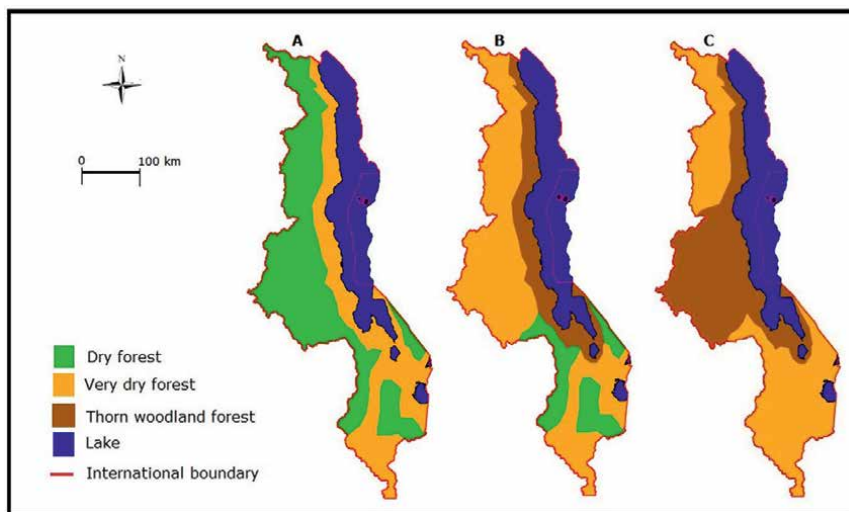 A B C
N
0 100 km
Dry forest
Very dry forest
Thorn woodland forest
Lake
International boundary